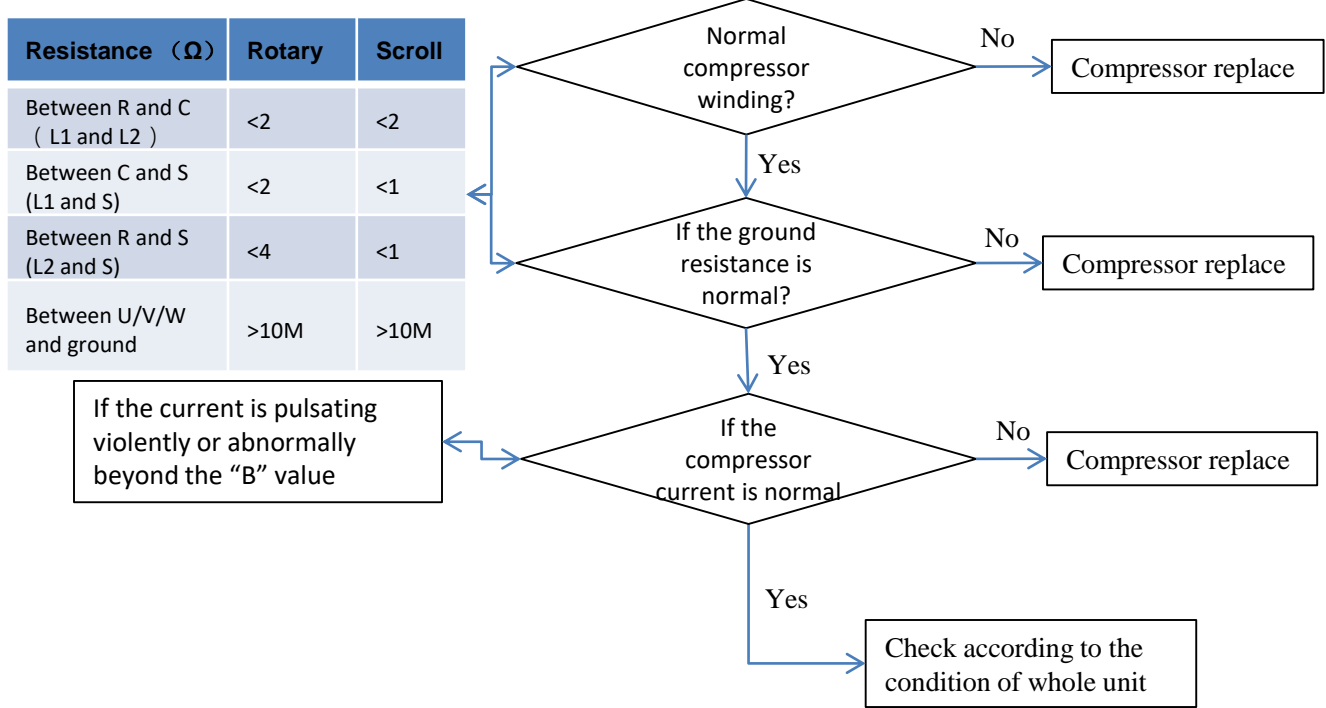 Resistance （Ω） Rotary Scroll
Between R and C
（ L1 and L2 ）
<2 <2
Between C and S
(L1 and S)
<2 <1
Between R and S
(L2 and S)
<4 <1
Between U/V/W
and ground
>10M >10M
Normal
compressor
winding?
No
Compressor replace
Yes
If the ground
resistance is
normal?
No
Compressor replace
Yes
If the current is pulsating
violently or abnormally
beyond the “B” value
If the
compressor
current is normal
No
Compressor replace
Yes
Check according to the
condition of whole unit